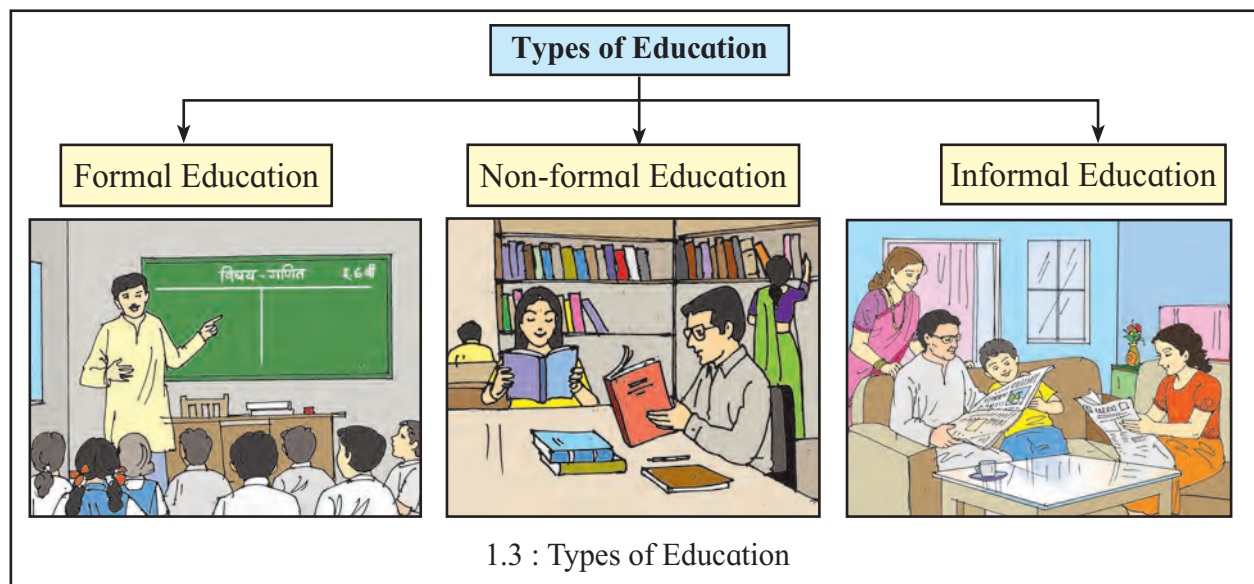 Types of Education
Formal Education
Non-formal Education
Informal Education
विषय - गणित
1.3 : Types of Education